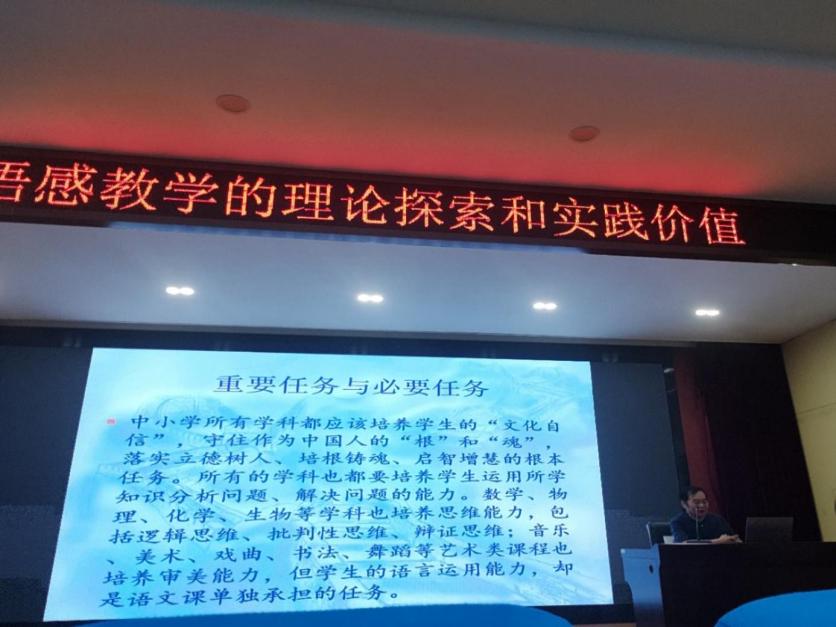 语感教学的理论探索和实践价值
重要任务与必要任务
中小学所有学科都应该培养学生的“文化自
信”，守住作为中国人的“根”和“魂”，
落实立德树人、培根铸魂、启智增慧的根本
任务。所有的学科也都要培养学生运用所学
知识分析问题、解决问题的能力。数学、物
理、化学、生物等学科也培养思维能力，包
括逻辑思维、批判性思维、辩证思维；音乐
、美术、戏曲、书法、舞蹈等艺术类课程也
培养审美能力，但学生的语言运用能力，却
是语文课单独承担的任务。